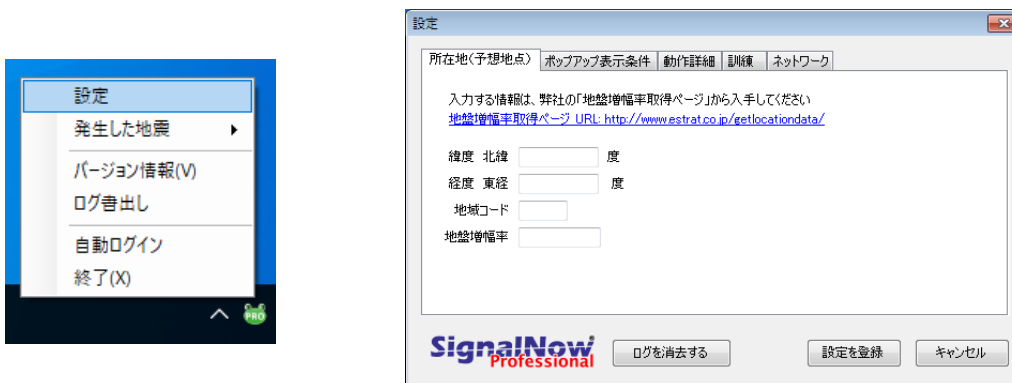 設定
発生した地震
バージョン情報(V)
ログ書出し
自動ログイン
終了(X)
PRO
設定
所在地(予想地点) ポップアップ表示条件 動作詳細 訓練 ネットワーク
入力する情報は、弊社の「地盤増幅率取得ページ」から入手してください
地盤増幅率取得ページ URL: http://www.estrat.co.jp/getlocationdata/
緯度 北緯 度
経度 東経 度
地域コード
地盤増幅率
SignalNow
Professional
ログを消去する 設定を登録 キャンセル